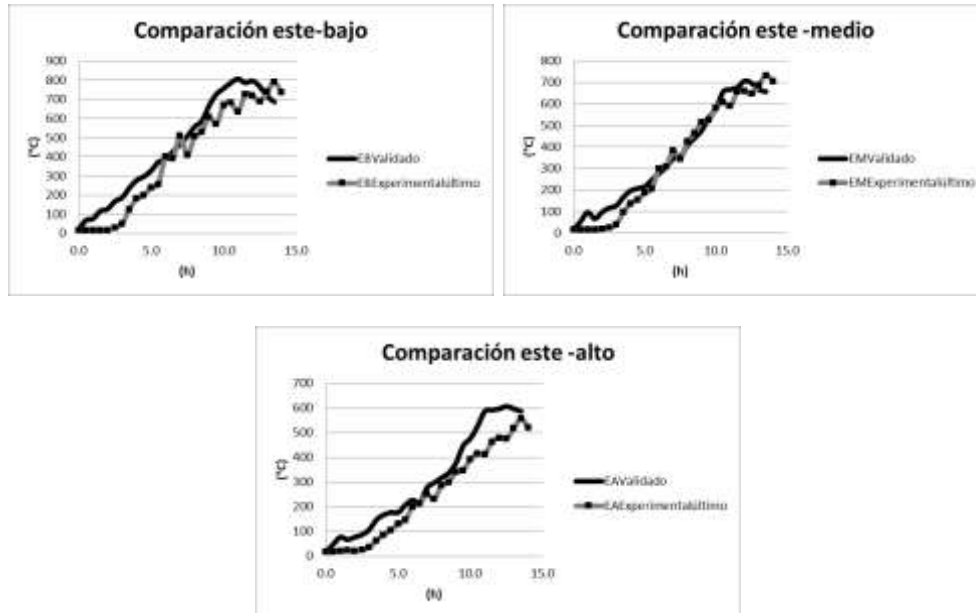 Comparación este-bajo
900
800
700
600
500
400
300
200
100
0
(°C)
0.0 5.0 10.0 15.0
(h)
EBValidado
EBExperimentalúltimo
Comparación este -medio
800
700
600
500
400
300
200
100
0
(°C)
0.0 5.0 10.0 15.0
(h)
EMValidado
EMExperimentalúltimo
Comparación este -alto
700
600
500
400
300
200
100
0
(°C)
0.0 5.0 10.0 15.0
(h)
EAValidado
EAExperimentalúltimo